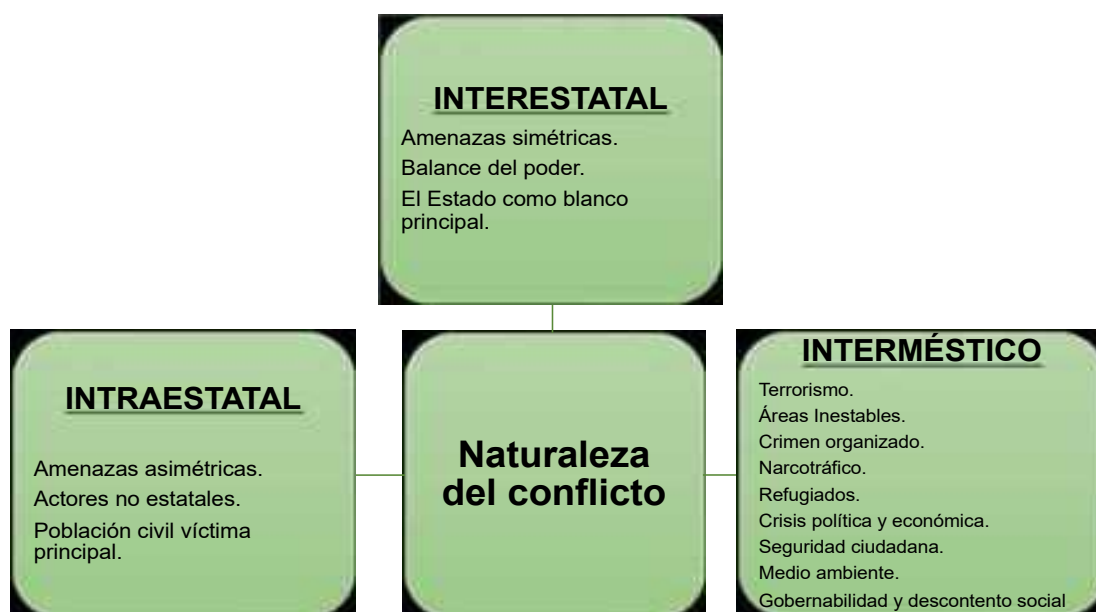 INTERESTATAL
Amenazas simétricas.
Balance del poder.
El Estado como blanco
principal.
INTRAESTATAL
Amenazas asimétricas.
Actores no estatales.
Población civil víctima
principal.
Naturaleza
del conflicto
INTERMÉSTICO
Terrorismo.
Áreas Inestables.
Crimen organizado.
Narcotráfico.
Refugiados.
Crisis política y económica.
Seguridad ciudadana.
Medio ambiente.
Gobernabilidad y descontento social